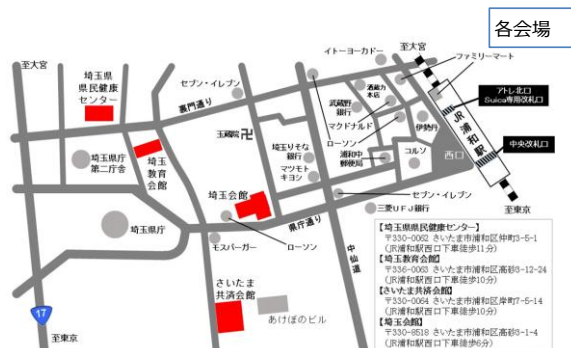 各会場
至大宮
至大宮
イトーヨーカドー
ファミリーマート
セブン・イレブン
埼玉県
県民健康
センター
裏門通り
酒蔵力
本店
武蔵野
銀行
アトレ北口
Suica専用改札口
マクドナルド
伊勢丹
JR浦和駅
玉蔵院
ローソン
埼玉県庁
第二庁舎
埼玉
教育
会館
埼玉りそな
銀行
浦和中
郵便局
コルソ
西口
中央改札口
マツモト
キヨシ
埼玉会館
セブン・イレブン
三菱UFJ銀行
至東京
埼玉県庁
県庁通り
モスバーガー
ローソン
中仙道
さいたま
共済会館
あけぼのビル
17
至東京
【埼玉県県民健康センター】
〒330-0062 さいたま市浦和区仲町3-5-1
(JR浦和駅西口下車徒歩11分)
【埼玉教育会館】
〒336-0063 さいたま市浦和区高砂3-12-24
(JR浦和駅西口下車徒歩10分)
【さいたま共済会館】
〒330-0064 さいたま市浦和区岸町7-5-14
(JR浦和駅西口下車徒歩10分)
【埼玉会館】
〒330-8518 さいたま市浦和区高砂3-1-4
(JR浦和駅西口下車徒歩6分)